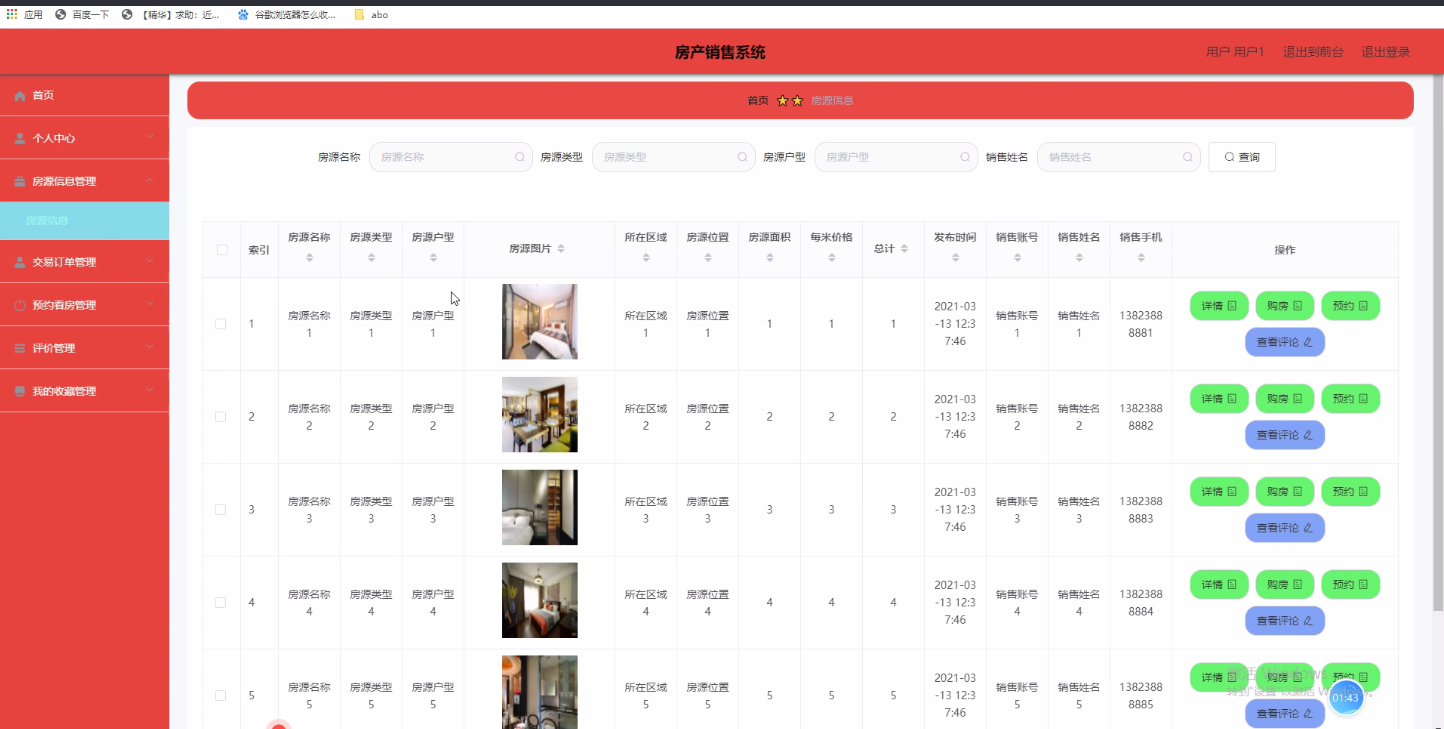 应用 百度一下 【精华】求助：近... 谷歌浏览器怎么收... abo
房产销售系统 用户 用户1 退出到前台 退出登录
首页
个人中心
房源信息管理
房源信息
交易订单管理
预约看房管理
评价管理
我的收藏管理
首页 房源信息
房源名称 房源名称 房源类型 房源类型 房源户型 房源户型 销售姓名 销售姓名 查询
索引 房源名称 房源类型 房源户型 房源图片 所在区域 房源位置 房源面积 每米价格 总计 发布时间 销售账号 销售姓名 销售手机 操作
1 房源名称1 房源类型1 房源户型1 所在区域1 房源位置1 1 1 1 2021-03-13 12:37:46 销售账号1 销售姓名1 13823888881 详情 购房 预约
查看评论
2 房源名称2 房源类型2 房源户型2 所在区域2 房源位置2 2 2 2 2021-03-13 12:37:46 销售账号2 销售姓名2 13823888882 详情 购房 预约
查看评论
3 房源名称3 房源类型3 房源户型3 所在区域3 房源位置3 3 3 3 2021-03-13 12:37:46 销售账号3 销售姓名3 13823888883 详情 购房 预约
查看评论
4 房源名称4 房源类型4 房源户型4 所在区域4 房源位置4 4 4 4 2021-03-13 12:37:46 销售账号4 销售姓名4 13823888884 详情 购房 预约
查看评论
5 房源名称5 房源类型5 房源户型5 所在区域5 房源位置5 5 5 5 2021-03-13 12:37:46 销售账号5 销售姓名5 13823888885 详情 购房 预约
查看评论
01:43